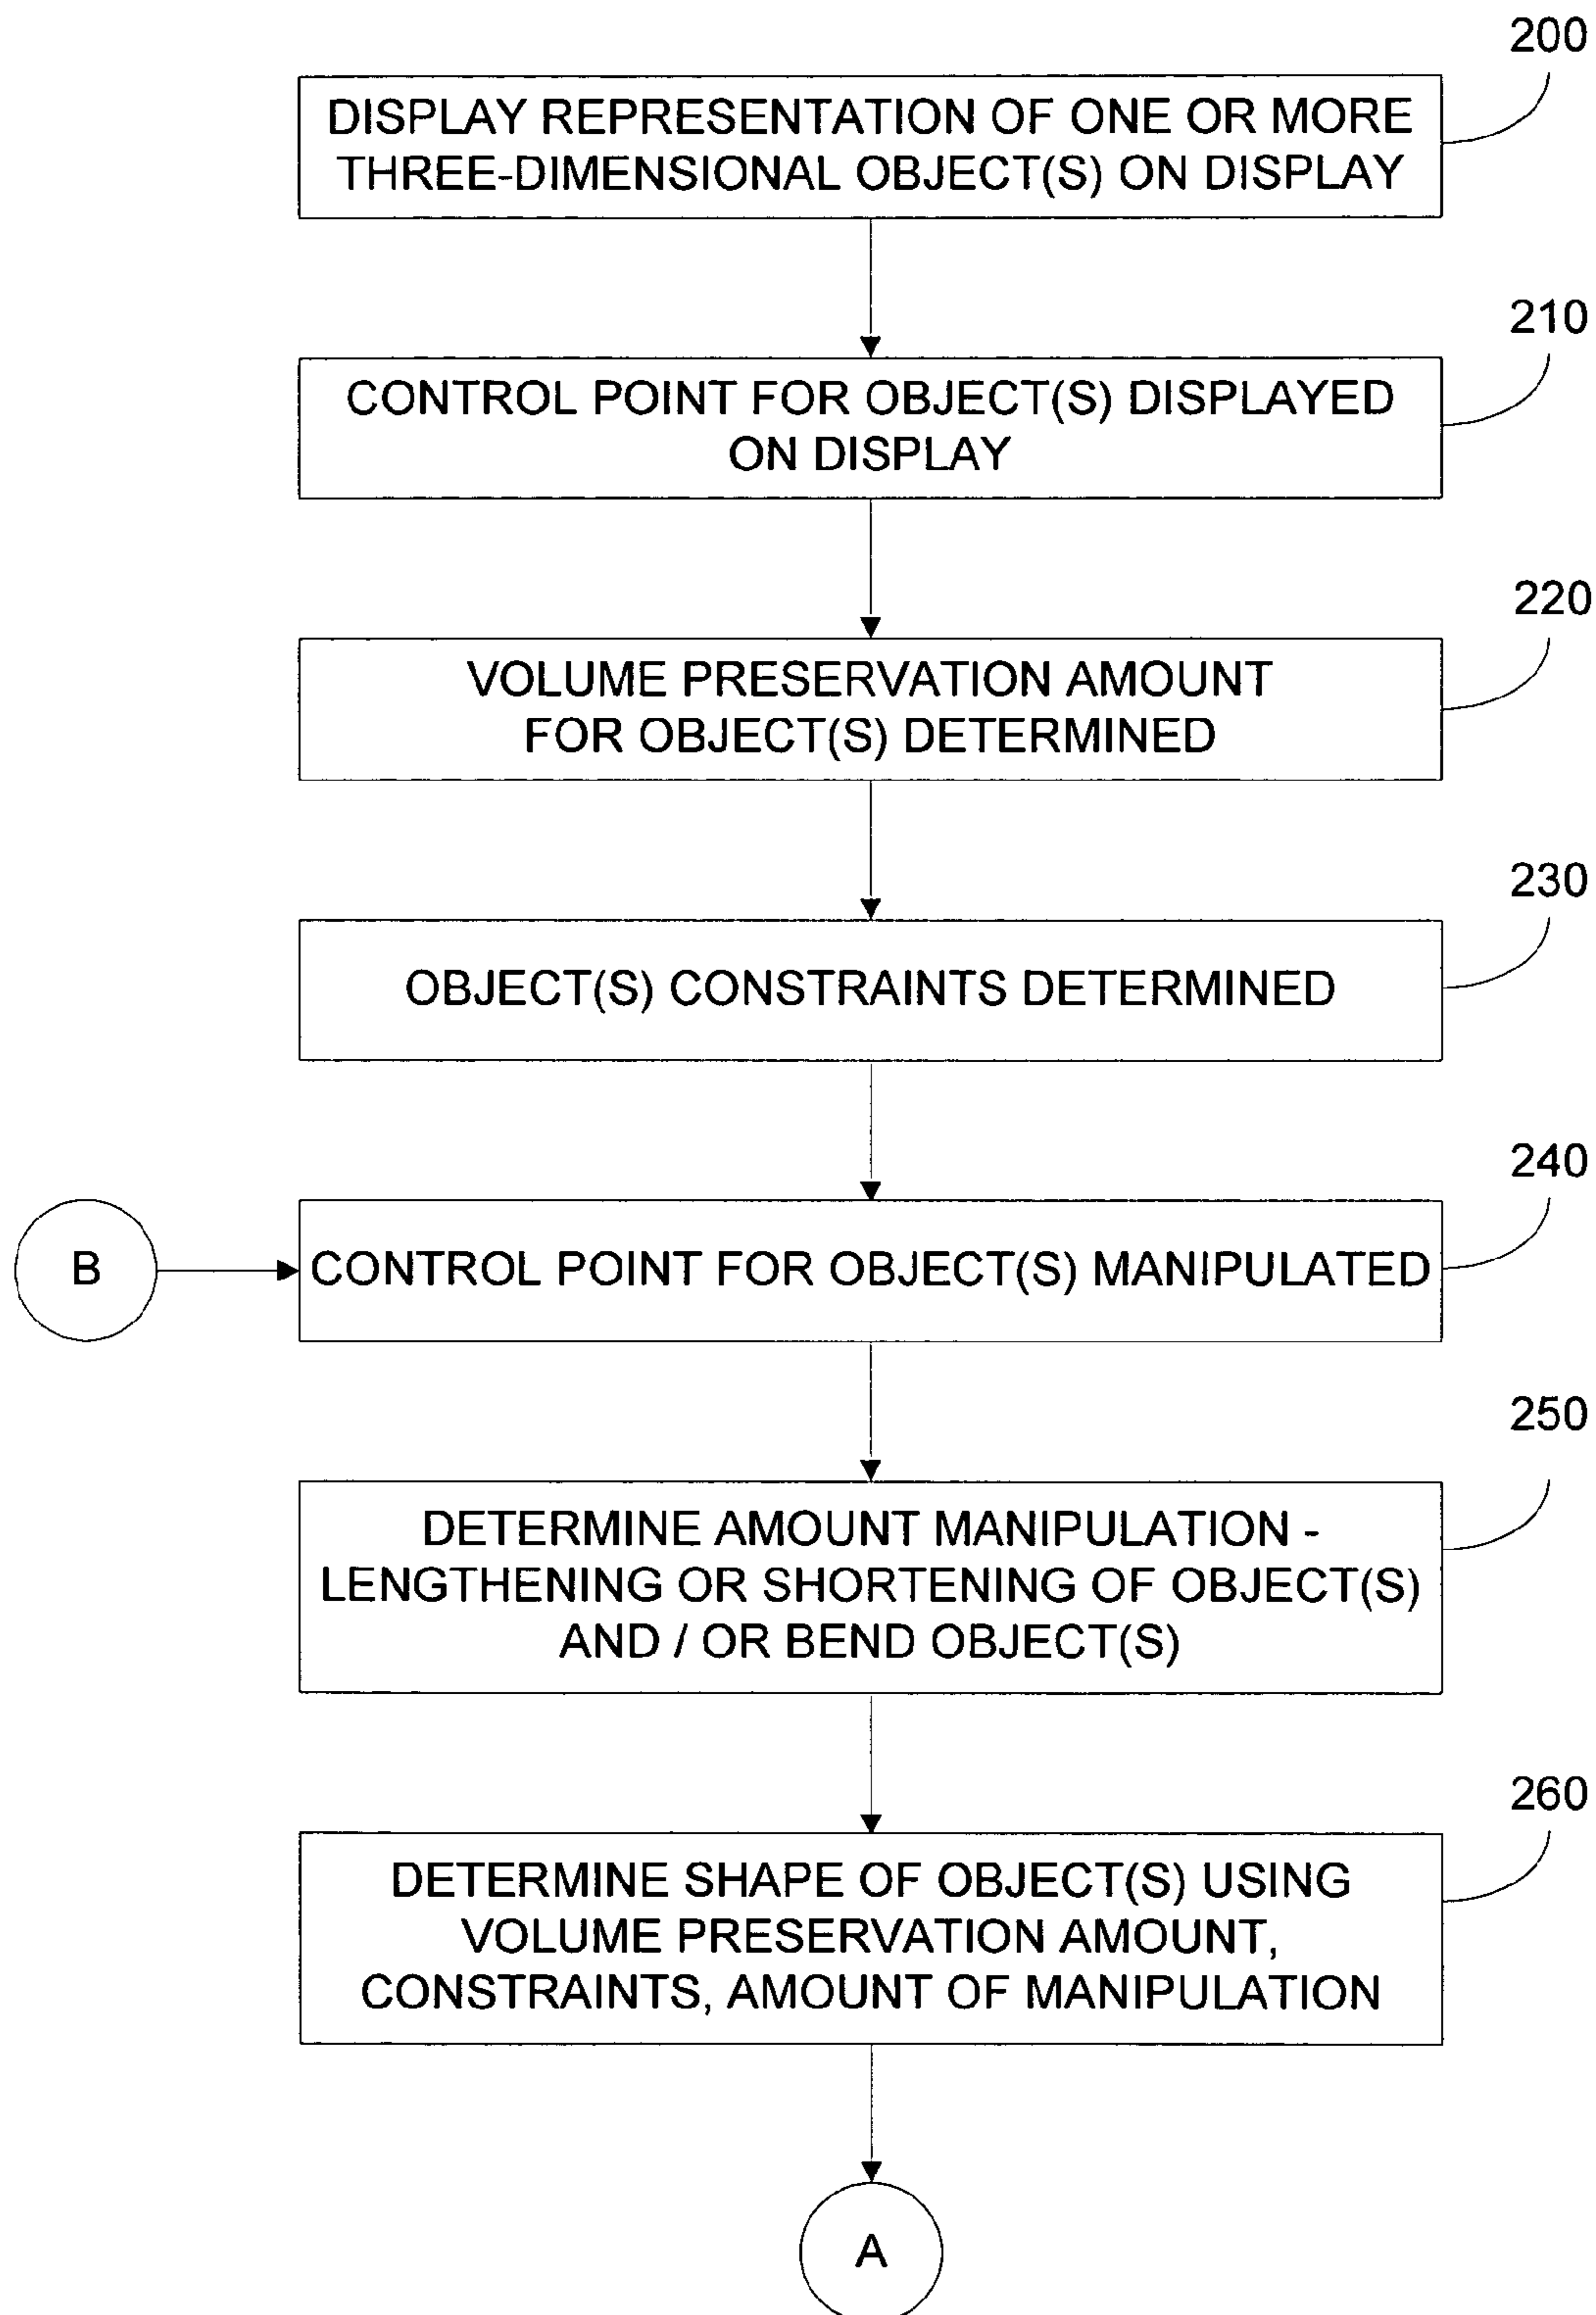 200
DISPLAY REPRESENTATION OF ONE OR MORE
THREE-DIMENSIONAL OBJECT(S) ON DISPLAY
210
CONTROL POINT FOR OBJECT(S) DISPLAYED
ON DISPLAY
220
VOLUME PRESERVATION AMOUNT
FOR OBJECT(S) DETERMINED
230
OBJECT(S) CONSTRAINTS DETERMINED
240
B
CONTROL POINT FOR OBJECT(S) MANIPULATED
250
DETERMINE AMOUNT MANIPULATION -
LENGTHENING OR SHORTENING OF OBJECT(S)
AND / OR BEND OBJECT(S)
260
DETERMINE SHAPE OF OBJECT(S) USING
VOLUME PRESERVATION AMOUNT,
CONSTRAINTS, AMOUNT OF MANIPULATION
A